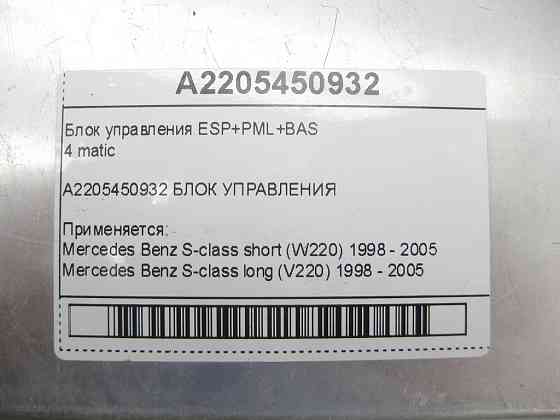 A2205450932
Блок управления ESP+PML+BAS
4 matic
A2205450932 БЛОК УПРАВЛЕНИЯ
Применяется:
Mercedes Benz S-class short (W220) 1998 - 2005
Mercedes Benz S-class long (V220) 1998 - 2005